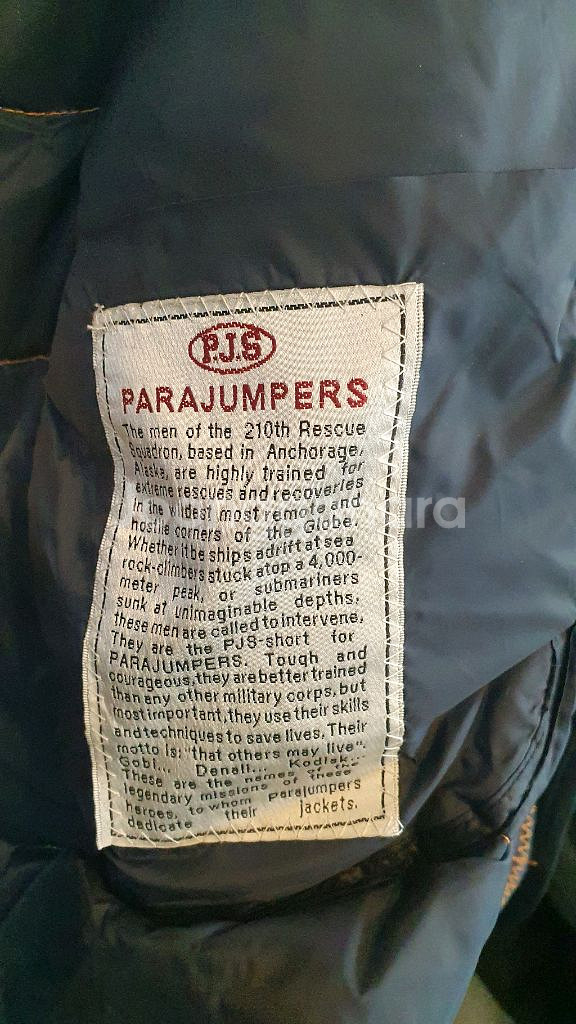 P.J.S
PARAJUMPERS
The men of the 210th Rescue
Squadron, based in Anchorage,
Alaska, are highly trained for
extreme rescues and recoveries
in the wildest most remote and
hostile corners of the Globe.
Whether it be ships adrift at sea
rock-climbers stuck atop a 4,000-
meter peak, or submariners
sunk at unimaginable depths,
these men are called to intervene.
They are the PJS-short for
PARAJUMPERS. Tough and
courageous, they are better trained
than any other military corps, but
most important, they use their skills
and techniques to save lives. Their
motto is: "that others may live".
Gobi... Denali... Kodiak...
These are the names of the
legendary missions of these
heroes, to whom Parajumpers
dedicate their jackets.